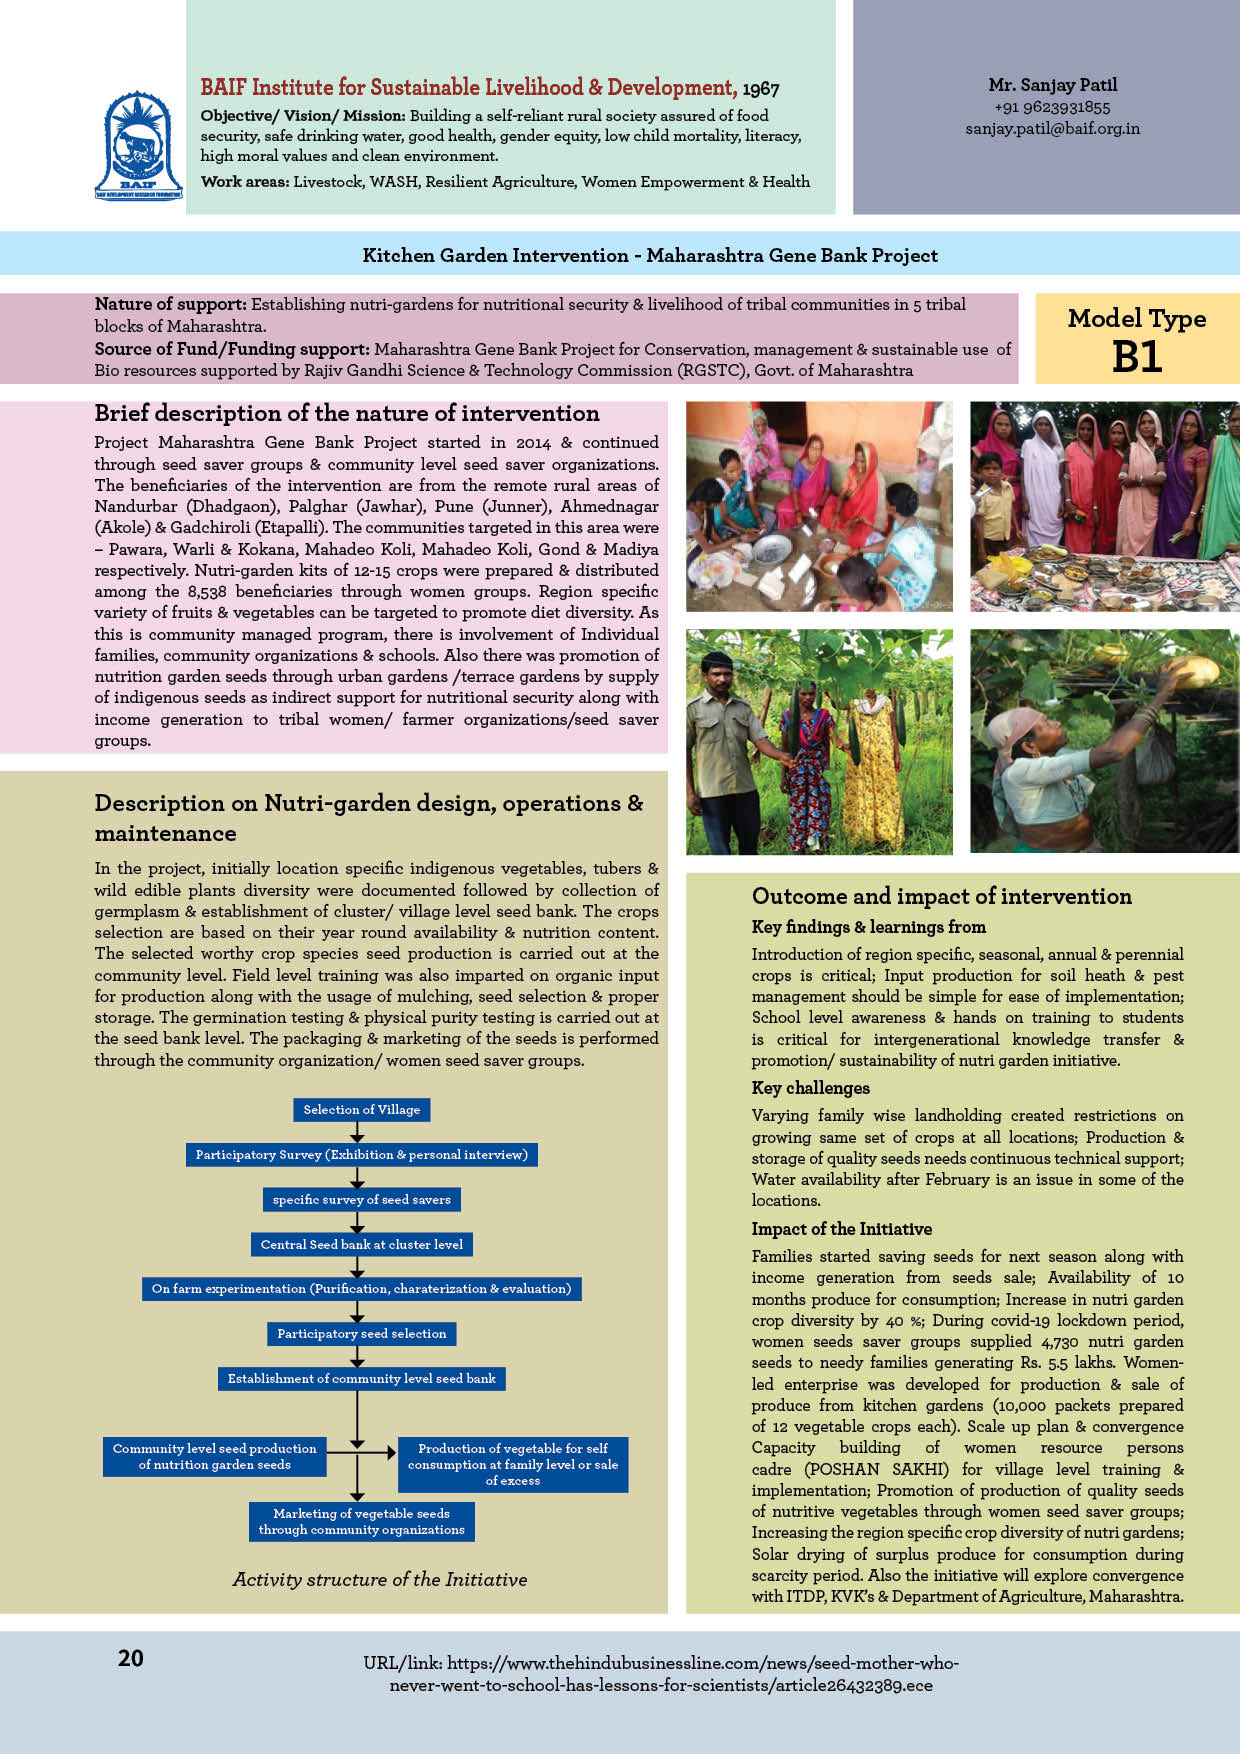 BAIF Institute for Sustainable Livelihood & Development, 1967
Objective/ Vision/ Mission: Building a self-reliant rural society assured of food
security, safe drinking water, good health, gender equity, low child mortality, literacy,
high moral values and clean environment.
Work areas: Livestock, WASH, Resilient Agriculture, Women Empowerment & Health
BAIF
BAIF DEVELOPMENT RESEARCH FOUNDATION
Mr. Sanjay Patil
+91 9623931855
sanjay.patil@baif.org.in
Kitchen Garden Intervention - Maharashtra Gene Bank Project
Nature of support: Establishing nutri-gardens for nutritional security & livelihood of tribal communities in 5 tribal
blocks of Maharashtra.
Source of Fund/Funding support: Maharashtra Gene Bank Project for Conservation, management & sustainable use of
Bio resources supported by Rajiv Gandhi Science & Technology Commission (RGSTC), Govt. of Maharashtra
Model Type
B1
Brief description of the nature of intervention
Project Maharashtra Gene Bank Project started in 2014 & continued
through seed saver groups & community level seed saver organizations.
The beneficiaries of the intervention are from the remote rural areas of
Nandurbar (Dhadgaon), Palghar (Jawhar), Pune (Junner), Ahmednagar
(Akole) & Gadchiroli (Etapalli). The communities targeted in this area were
– Pawara, Warli & Kokana, Mahadeo Koli, Mahadeo Koli, Gond & Madiya
respectively. Nutri-garden kits of 12-15 crops were prepared & distributed
among the 8,538 beneficiaries through women groups. Region specific
variety of fruits & vegetables can be targeted to promote diet diversity. As
this is community managed program, there is involvement of Individual
families, community organizations & schools. Also there was promotion of
nutrition garden seeds through urban gardens /terrace gardens by supply
of indigenous seeds as indirect support for nutritional security along with
income generation to tribal women/ farmer organizations/seed saver
groups.
Description on Nutri-garden design, operations &
maintenance
In the project, initially location specific indigenous vegetables, tubers &
wild edible plants diversity were documented followed by collection of
germplasm & establishment of cluster/ village level seed bank. The crops
selection are based on their year round availability & nutrition content.
The selected worthy crop species seed production is carried out at the
community level. Field level training was also imparted on organic input
for production along with the usage of mulching, seed selection & proper
storage. The germination testing & physical purity testing is carried out at
the seed bank level. The packaging & marketing of the seeds is performed
through the community organization/ women seed saver groups.
Selection of Village
Participatory Survey (Exhibition & personal interview)
specific survey of seed savers
Central Seed bank at cluster level
On farm experimentation (Purification, charaterization & evaluation)
Participatory seed selection
Establishment of community level seed bank
Community level seed production
of nutrition garden seeds
Production of vegetable for self
consumption at family level or sale
of excess
Marketing of vegetable seeds
through community organizations
Activity structure of the Initiative
Outcome and impact of intervention
Key findings & learnings from
Introduction of region specific, seasonal, annual & perennial
crops is critical; Input production for soil heath & pest
management should be simple for ease of implementation;
School level awareness & hands on training to students
is critical for intergenerational knowledge transfer &
promotion/ sustainability of nutri garden initiative.
Key challenges
Varying family wise landholding created restrictions on
growing same set of crops at all locations; Production &
storage of quality seeds needs continuous technical support;
Water availability after February is an issue in some of the
locations.
Impact of the Initiative
Families started saving seeds for next season along with
income generation from seeds sale; Availability of 10
months produce for consumption; Increase in nutri garden
crop diversity by 40 %; During covid-19 lockdown period,
women seeds saver groups supplied 4,730 nutri garden
seeds to needy families generating Rs. 5.5 lakhs. Women-
led enterprise was developed for production & sale of
produce from kitchen gardens (10,000 packets prepared
of 12 vegetable crops each). Scale up plan & convergence
Capacity building of women resource persons
cadre (POSHAN SAKHI) for village level training &
implementation; Promotion of production of quality seeds
of nutritive vegetables through women seed saver groups;
Increasing the region specific crop diversity of nutri gardens;
Solar drying of surplus produce for consumption during
scarcity period. Also the initiative will explore convergence
with ITDP, KVK's & Department of Agriculture, Maharashtra.
20
URL/link: https://www.thehindubusinessline.com/news/seed-mother-who-
never-went-to-school-has-lessons-for-scientists/article26432389.ece